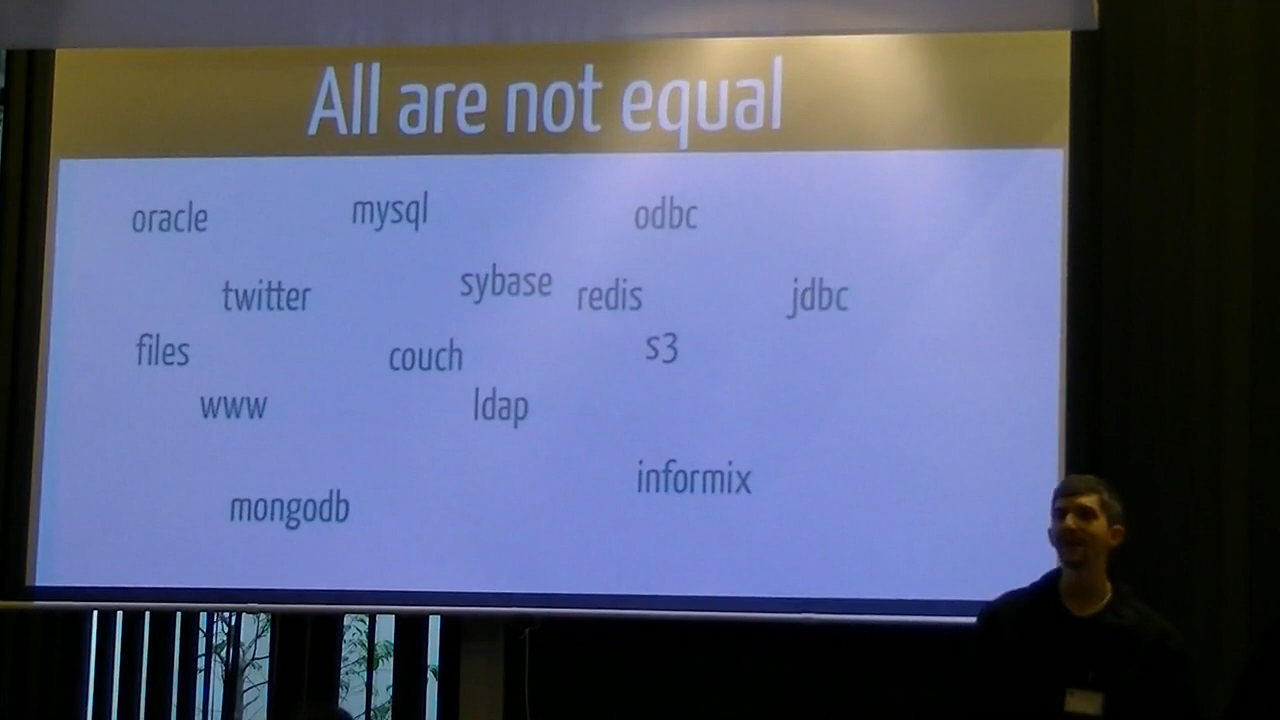 All are not equal
oracle mysql odbc
twitter sybase redis jdbc
files couch s3
www ldap
informix
mongodb